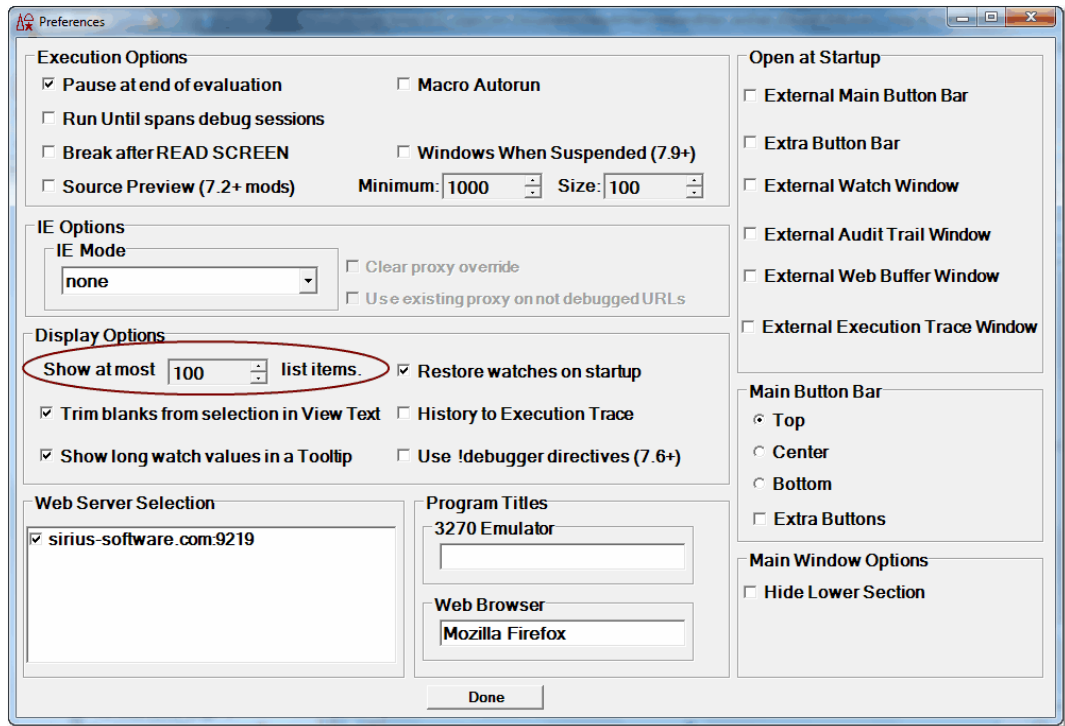 Preferences
Execution Options
Pause at end of evaluation
Macro Autorun
Run Until spans debug sessions
Break after READ SCREEN
Windows When Suspended (7.9+)
Source Preview (7.2+ mods)
Minimum: 1000 Size: 100
IE Options
IE Mode
none
Clear proxy override
Use existing proxy on not debugged URLs
Display Options
Show at most 100 list items.
Restore watches on startup
Trim blanks from selection in View Text
History to Execution Trace
Show long watch values in a Tooltip
Use !debugger directives (7.6+)
Web Server Selection
sirius-software.com:9219
Program Titles
3270 Emulator
Web Browser
Mozilla Firefox
Open at Startup
External Main Button Bar
Extra Button Bar
External Watch Window
External Audit Trail Window
External Web Buffer Window
External Execution Trace Window
Main Button Bar
Top
Center
Bottom
Extra Buttons
Main Window Options
Hide Lower Section
Done